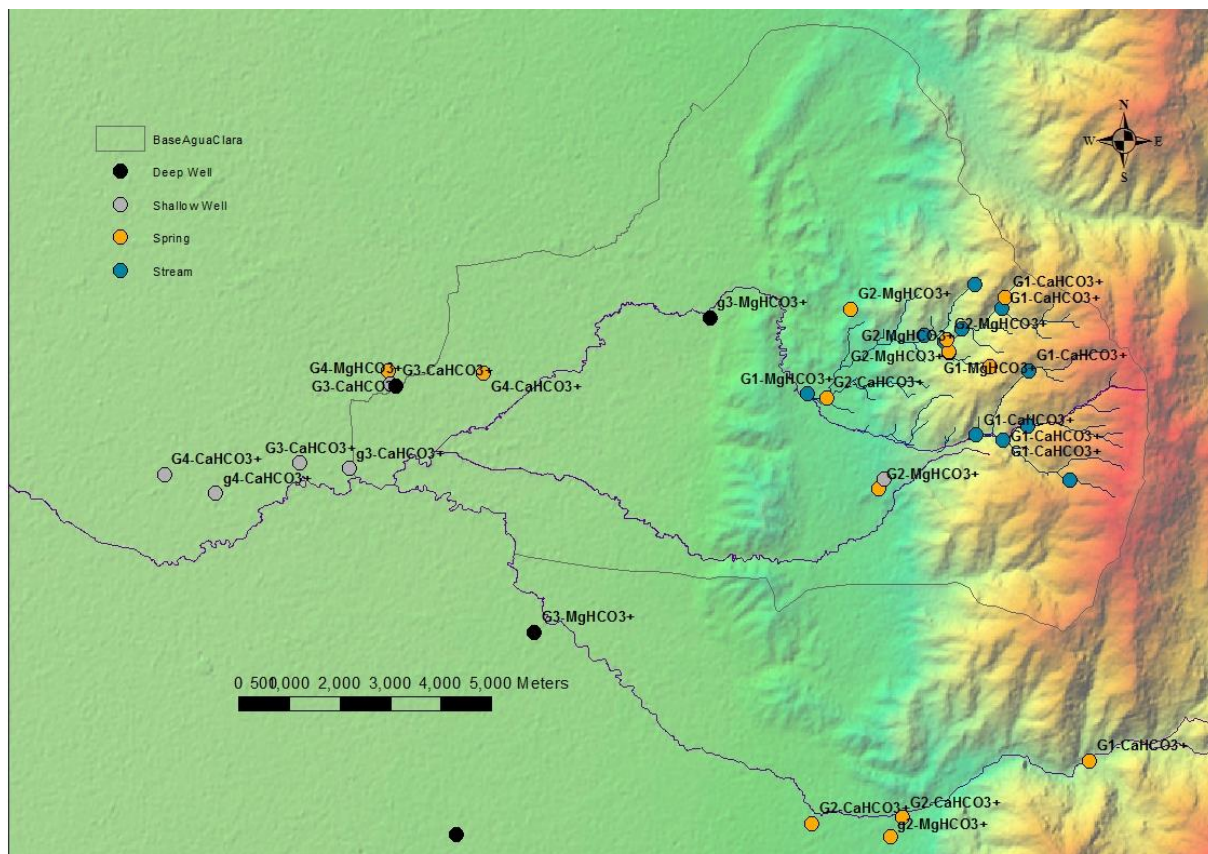 BaseAguaClara
Deep Well
Shallow Well
Spring
Stream
N
W E
S
G1-CaHCO3+
G2-MgHCO3+
g3-MgHCO3+
G1-CaHCO3+
G2-MgHCO3+
G2-MgHCO3+
G2-MgHCO3+
G1-CaHCO3+
G4-MgHCO3+
G3-CaHCO3+
G1-MgHCO3+
G3-CaHCO3+
G4-CaHCO3+
G1-MgHCO3+
G2-CaHCO3+
G1-CaHCO3+
G1-CaHCO3+
G1-CaHCO3+
G3-CaHCO3+
g3-CaHCO3+
G4-CaHCO3+
g4-CaHCO3+
G2-MgHCO3+
G3-MgHCO3+
0 500 1,000 2,000 3,000 4,000 5,000 Meters
G1-CaHCO3+
G2-CaHCO3+
G2-CaHCO3+
g2-MgHCO3+